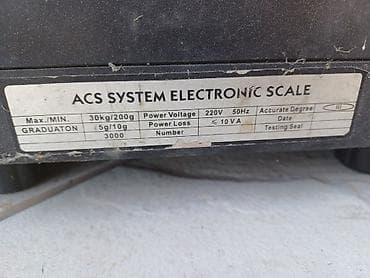 ACS SYSTEM ELECTRONIC SCALE
Max./MIN. 30kg/200g Power Voltage 220V 50Hz Accurate Degree III
GRADUATON 5g/10g Power Loss ≤ 10VA Date
3000 Number Testing Seal